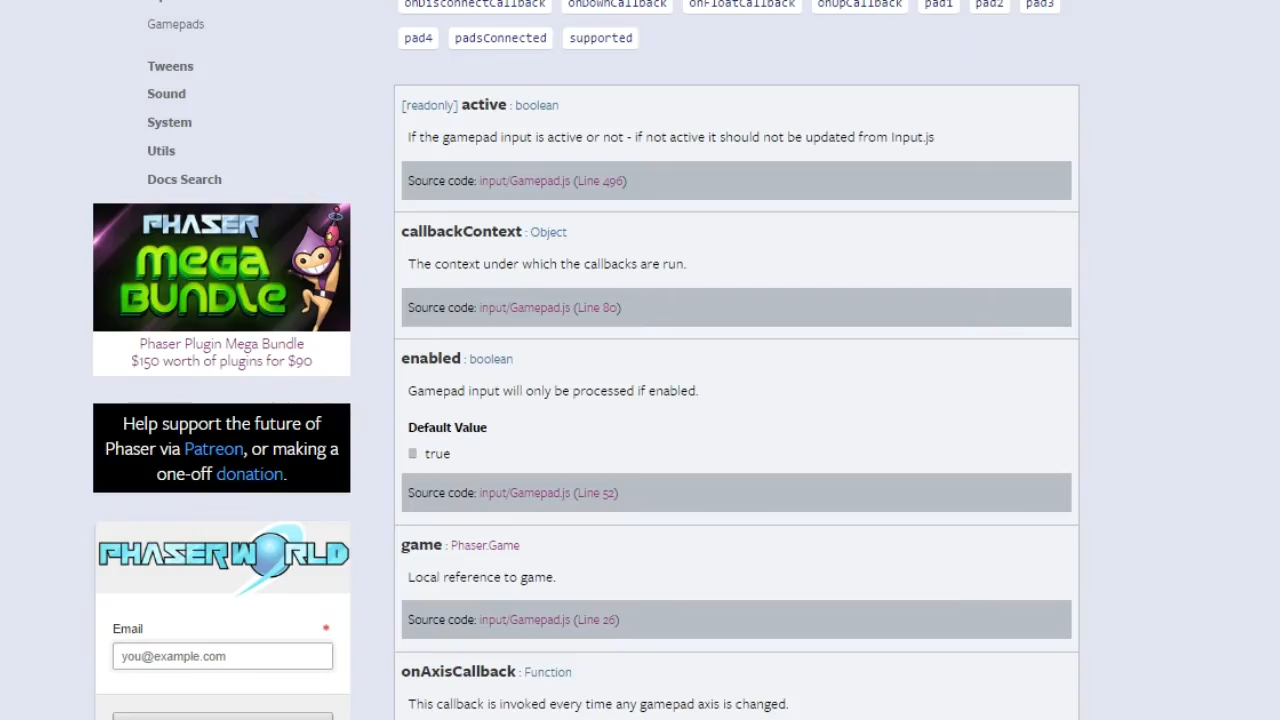 onDisconnectCallback onDownCallback onFloatCallback onUpCallback pad1 pad2 pad3
Gamepads
pad4 padsConnected supported
Tweens
Sound
System
Utils
Docs Search
PHASER
MEGA
BUNDLE
Phaser Plugin Mega Bundle
$150 worth of plugins for $90
Help support the future of
Phaser via Patreon, or making a
one-off donation.
PHASERWORLD
Email *
you@example.com
[readonly] active : boolean
If the gamepad input is active or not - if not active it should not be updated from Input.js
Source code: input/Gamepad.js (Line 496)
callbackContext : Object
The context under which the callbacks are run.
Source code: input/Gamepad.js (Line 80)
enabled : boolean
Gamepad input will only be processed if enabled.
Default Value
true
Source code: input/Gamepad.js (Line 52)
game : Phaser.Game
Local reference to game.
Source code: input/Gamepad.js (Line 26)
onAxisCallback : Function
This callback is invoked every time any gamepad axis is changed.